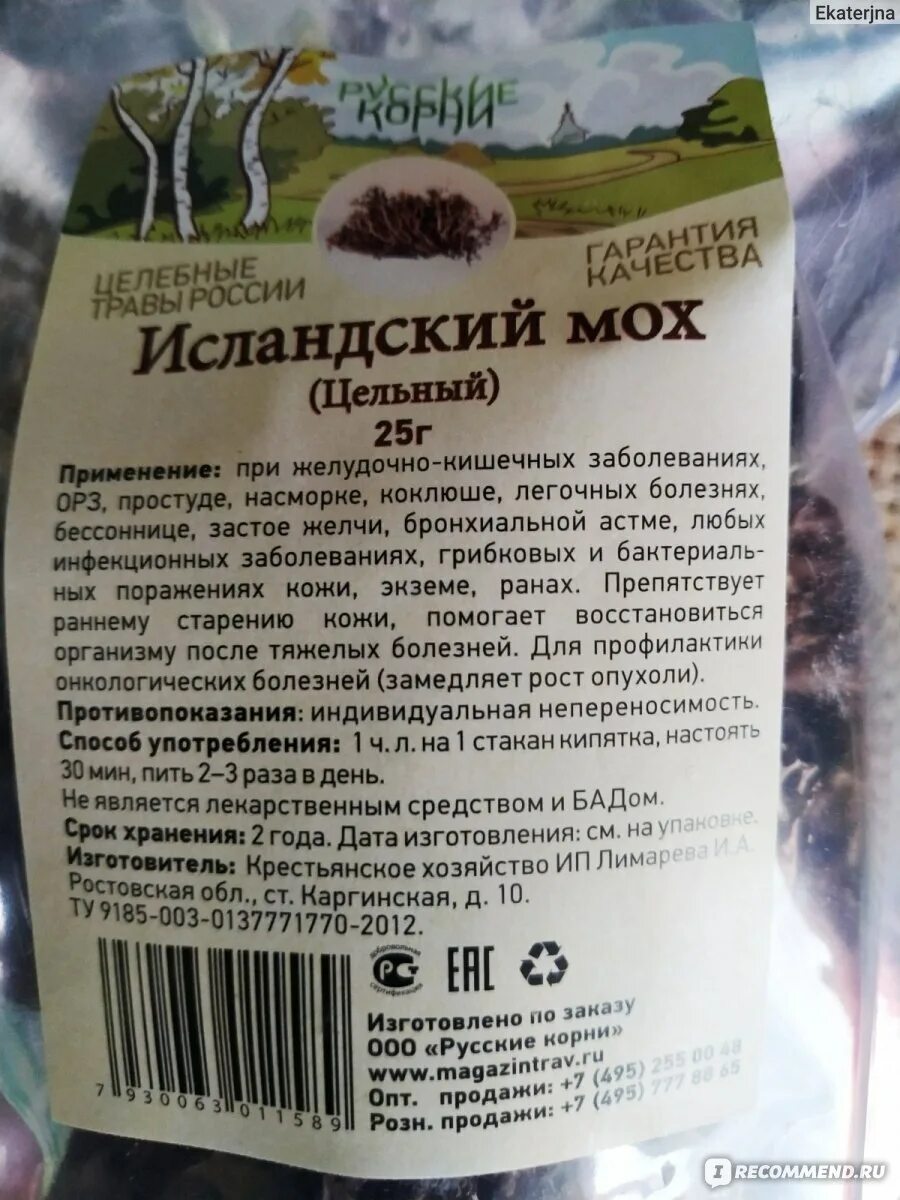 Ekaterjna
РУССКИЕ
КОРНИ
ЦЕЛЕБНЫЕ
ТРАВЫ РОССИИ
ГАРАНТИЯ
КАЧЕСТВА
Исландский мох
(Цельный)
25г
Применение: при желудочно-кишечных заболеваниях,
ОРЗ, простуде, насморке, коклюше, легочных болезнях,
бессоннице, застое желчи, бронхиальной астме, любых
инфекционных заболеваниях, грибковых и бактериаль-
ных поражениях кожи, экземе, ранах. Препятствует
раннему старению кожи, помогает восстановиться
организму после тяжелых болезней. Для профилактики
онкологических болезней (замедляет рост опухоли).
Противопоказания: индивидуальная непереносимость.
Способ употребления: 1 ч.л. на 1 стакан кипятка, настоять
30 мин, пить 2–3 раза в день.
Не является лекарственным средством и БАДом.
Срок хранения: 2 года. Дата изготовления: см. на упаковке.
Изготовитель: Крестьянское хозяйство ИП Лимарева И.А.
Ростовская обл., ст. Каргинская, д. 10.
ТУ 9185-003-0137771770-2012.
добровольная
РСТ
сертификация
ЕАС
Изготовлено по заказу
ООО «Русские корни»
www.magazintrav.ru
Опт. продажи: +7 (495) 255 00 48
Розн. продажи: +7 (495) 777 88 65
7 930063 011589
I RECOMMEND.RU